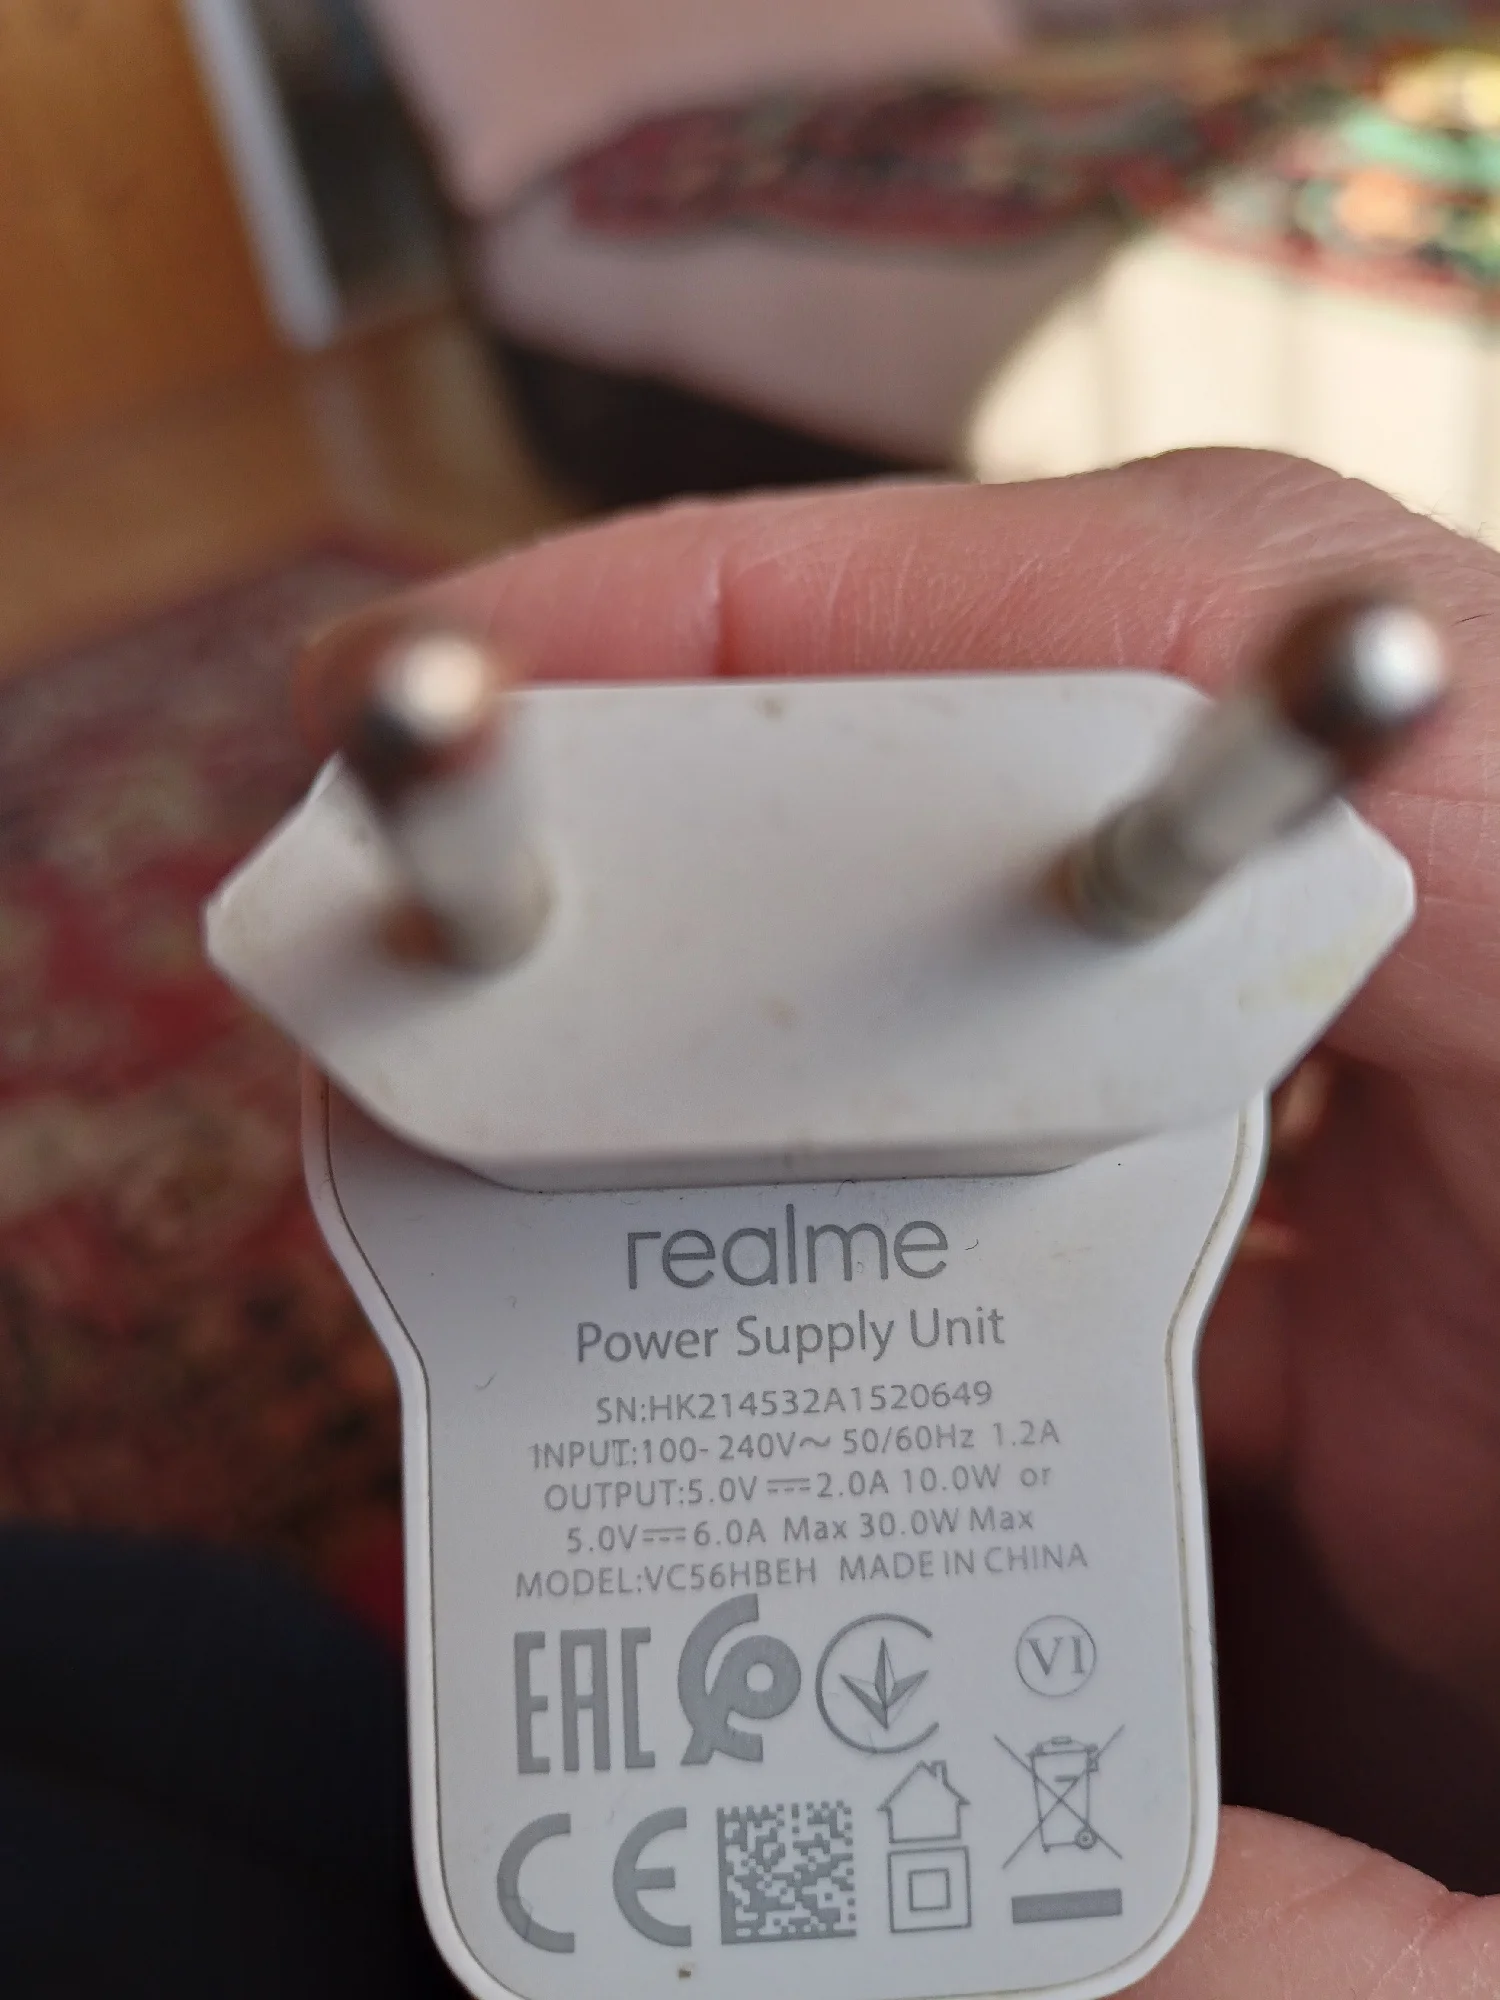 realme
Power Supply Unit
SN:HK214532A1520649
INPUT:100-240V~ 50/60Hz 1.2A
OUTPUT:5.0V⎓2.0A 10.0W or
5.0V⎓6.0A Max 30.0W Max
MODEL:VC56HBEH MADE IN CHINA
EAC
VI
CE